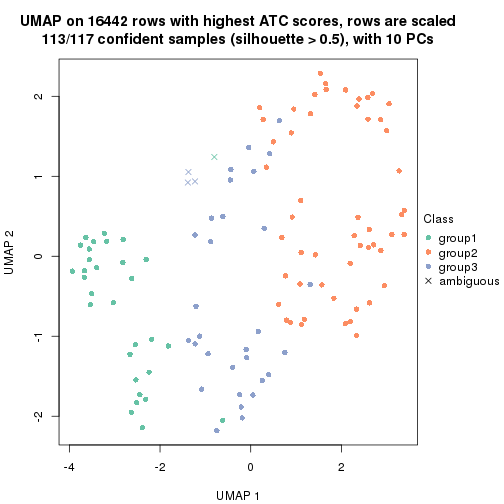 UMAP on 16442 rows with highest ATC scores, rows are scaled
113/117 confident samples (silhouette > 0.5), with 10 PCs
UMAP 2
2
1
0
-1
-2
-4
-2
0
2
UMAP 1
Class
group1
group2
group3
ambiguous